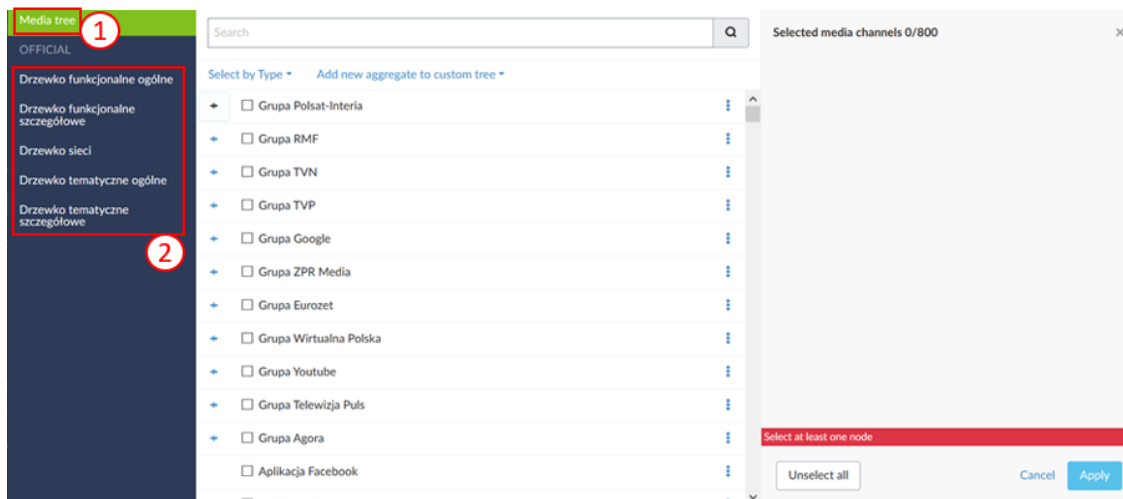 Media tree
1
OFFICIAL
Drzewko funkcjonalne ogólne
Drzewko funkcjonalne
szczegółowe
Drzewko sieci
Drzewko tematyczne ogólne
Drzewko tematyczne
szczegółowe
2
Search
Select by Type
Add new aggregate to custom tree
Grupa Polsat-Interia
Grupa RMF
Grupa TVN
Grupa TVP
Grupa Google
Grupa ZPR Media
Grupa Eurozet
Grupa Wirtualna Polska
Grupa Youtube
Grupa Telewizja Puls
Grupa Agora
Aplikacja Facebook
Selected media channels 0/800
Select at least one node
Unselect all
Cancel
Apply